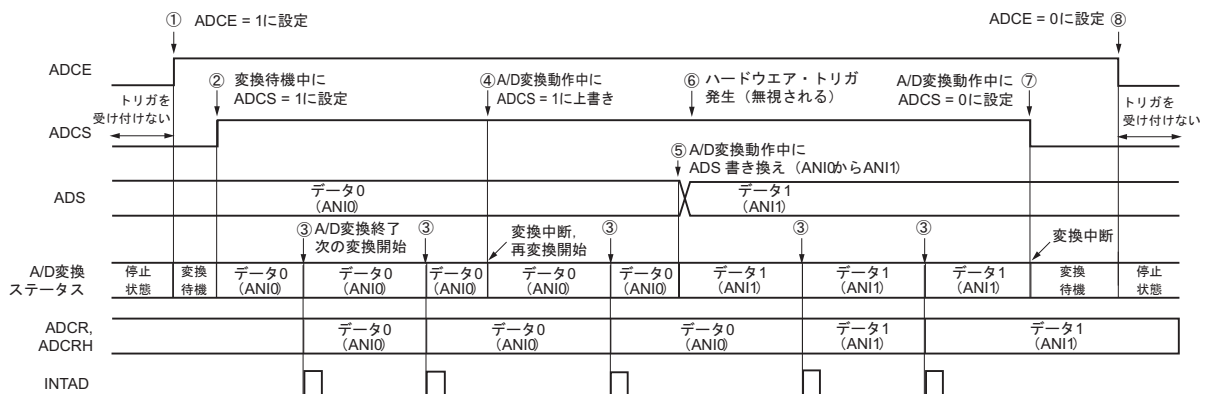 ① ADCE = 1に設定
ADCE = 0に設定 ⑧
ADCE
② 変換待機中に
ADCS = 1に設定
④ A/D変換動作中に
ADCS = 1に上書き
⑥ ハードウエア・トリガ
発生（無視される）
A/D変換動作中に ⑦
ADCS = 0に設定
トリガを
受け付けない
トリガを
受け付けない
ADCS
⑤ A/D変換動作中に
ADS 書き換え（ANI0からANI1）
ADS
データ0
(ANI0)
データ1
(ANI1)
③ A/D変換終了
次の変換開始
③
変換中断,
再変換開始
③
③
③
変換中断
A/D変換
ステータス
停止
状態
変換
待機
データ0
(ANI0)
データ0
(ANI0)
データ0
(ANI0)
データ0
(ANI0)
データ0
(ANI0)
データ1
(ANI1)
データ1
(ANI1)
データ1
(ANI1)
変換
待機
停止
状態
ADCR,
ADCRH
データ0
(ANI0)
データ0
(ANI0)
データ0
(ANI0)
データ1
(ANI1)
データ1
(ANI1)
INTAD